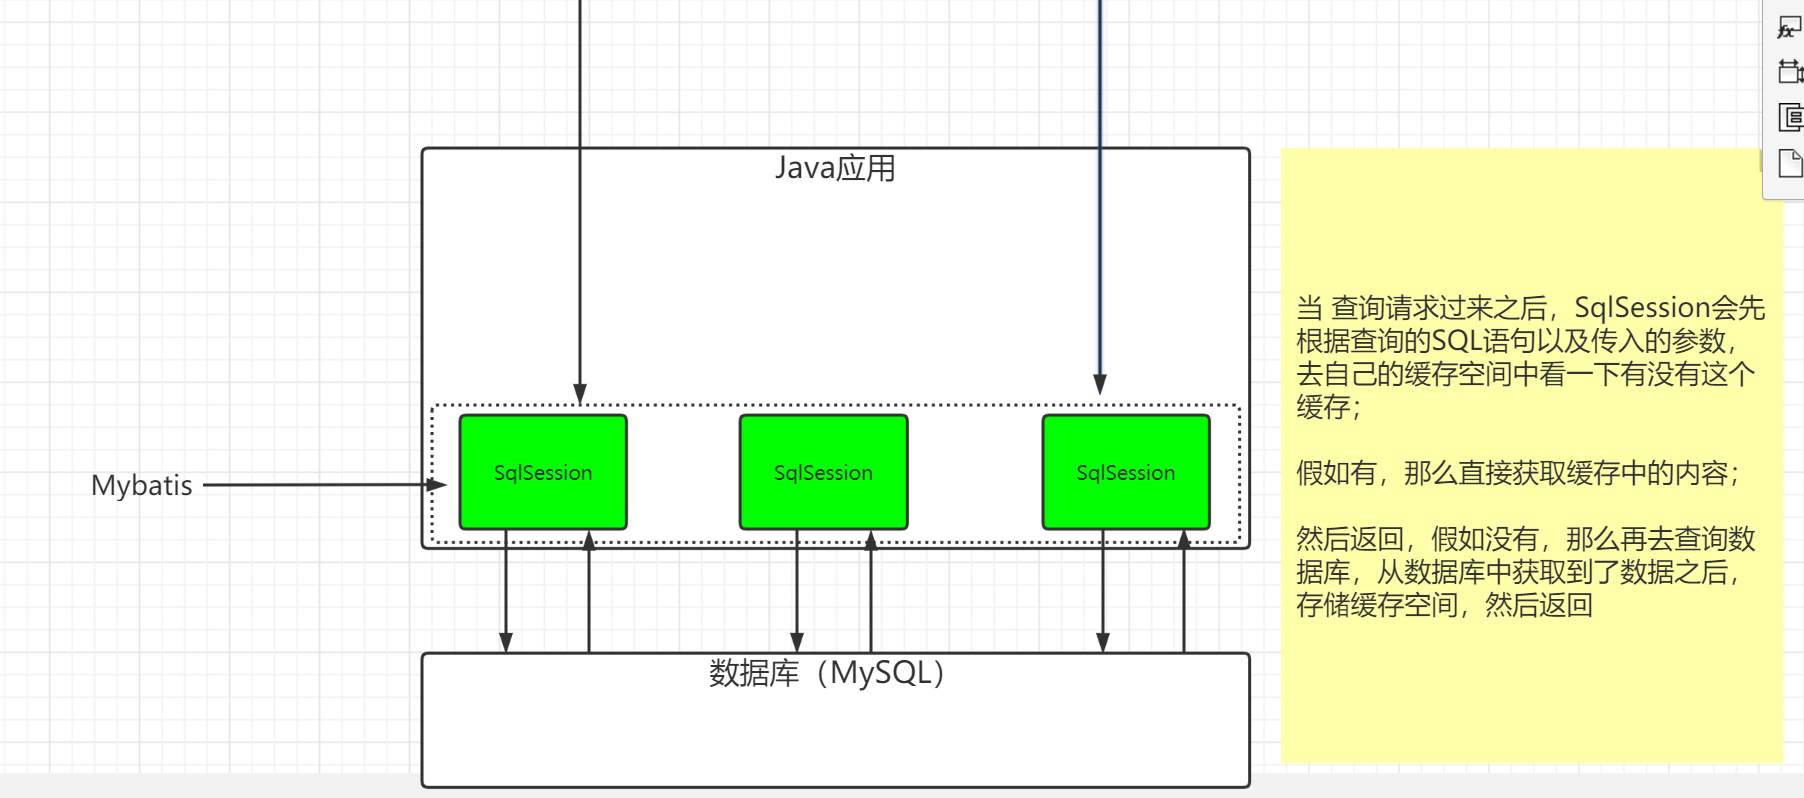 Java应用
SqlSession
SqlSession
SqlSession
Mybatis
数据库（MySQL）
当 查询请求过来之后，SqlSession会先
根据查询的SQL语句以及传入的参数，
去自己的缓存空间中看一下有没有这个
缓存；
假如有，那么直接获取缓存中的内容；
然后返回，假如没有，那么再去查询数
据库，从数据库中获取到了数据之后，
存储缓存空间，然后返回